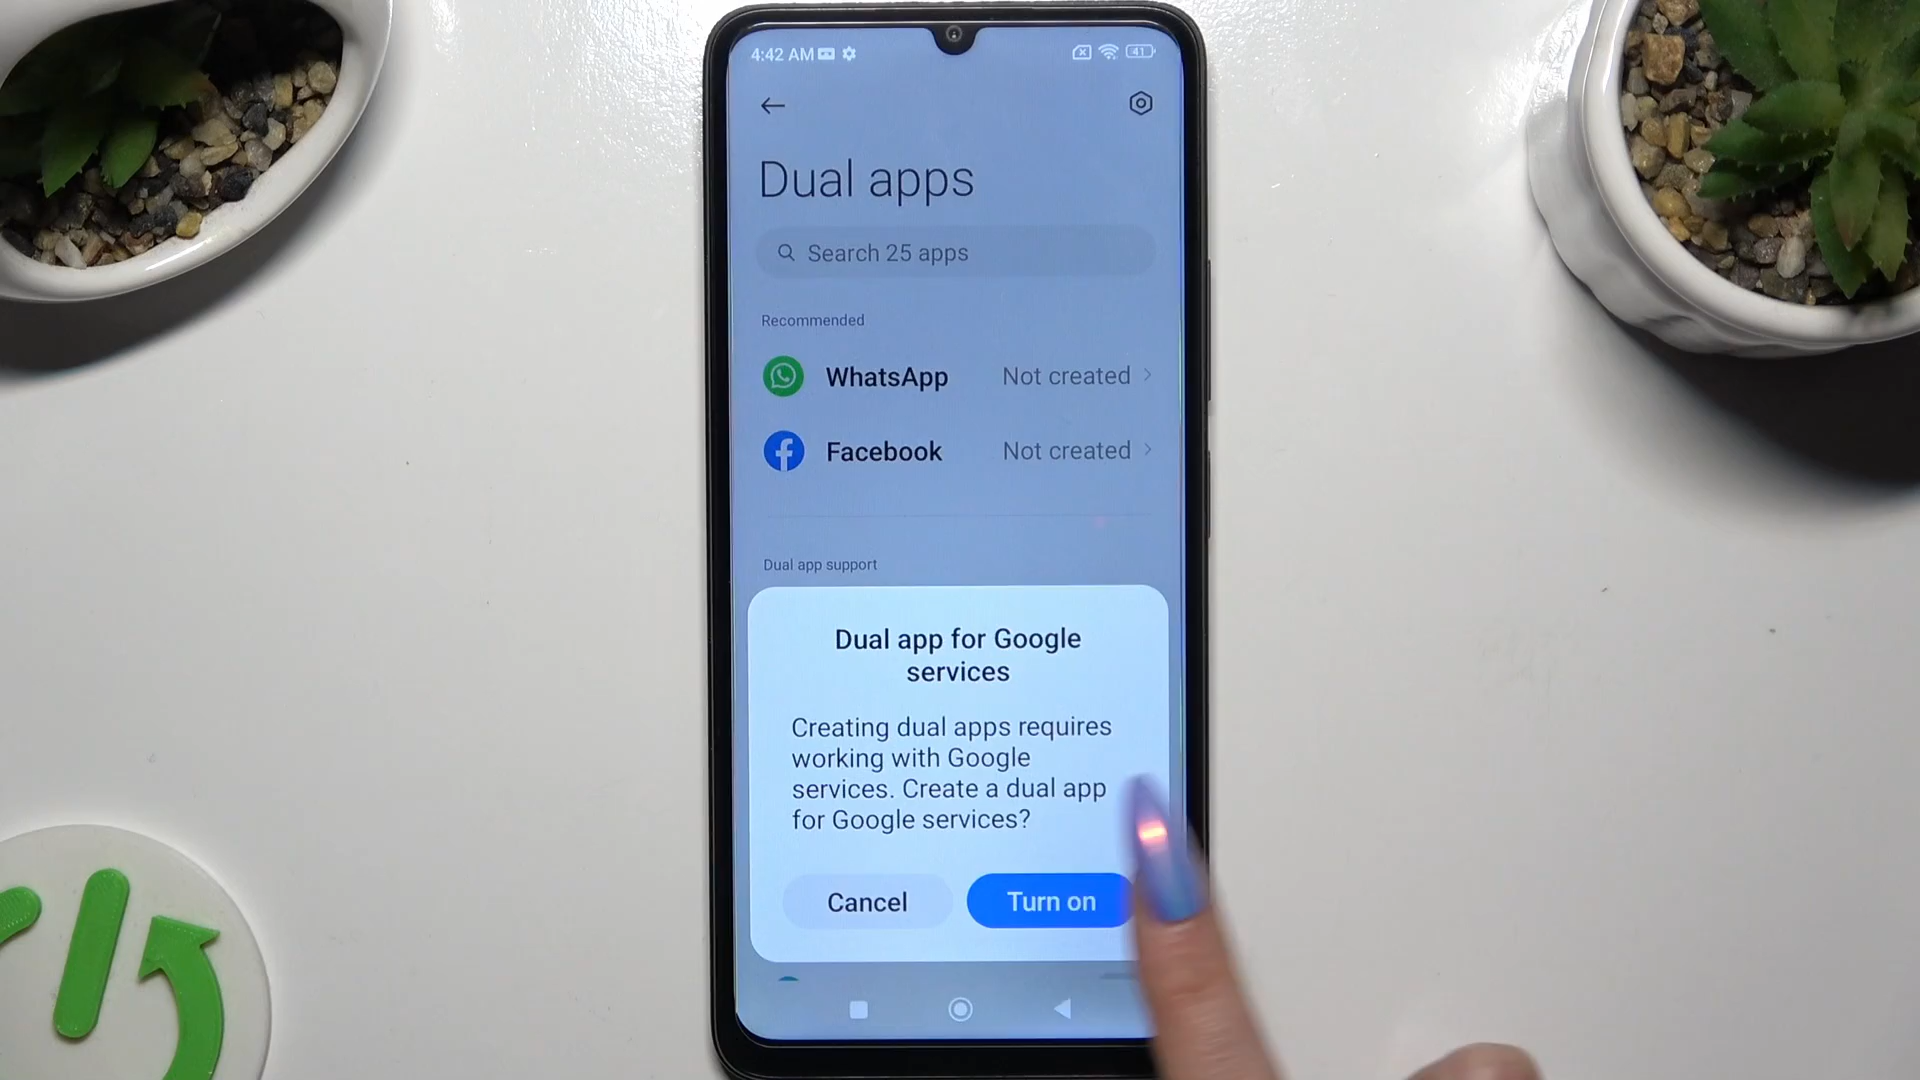 4:42 AM
41
Dual apps
Search 25 apps
Recommended
WhatsApp Not created
Facebook Not created
Dual app support
Dual app for Google
services
Creating dual apps requires
working with Google
services. Create a dual app
for Google services?
Cancel Turn on